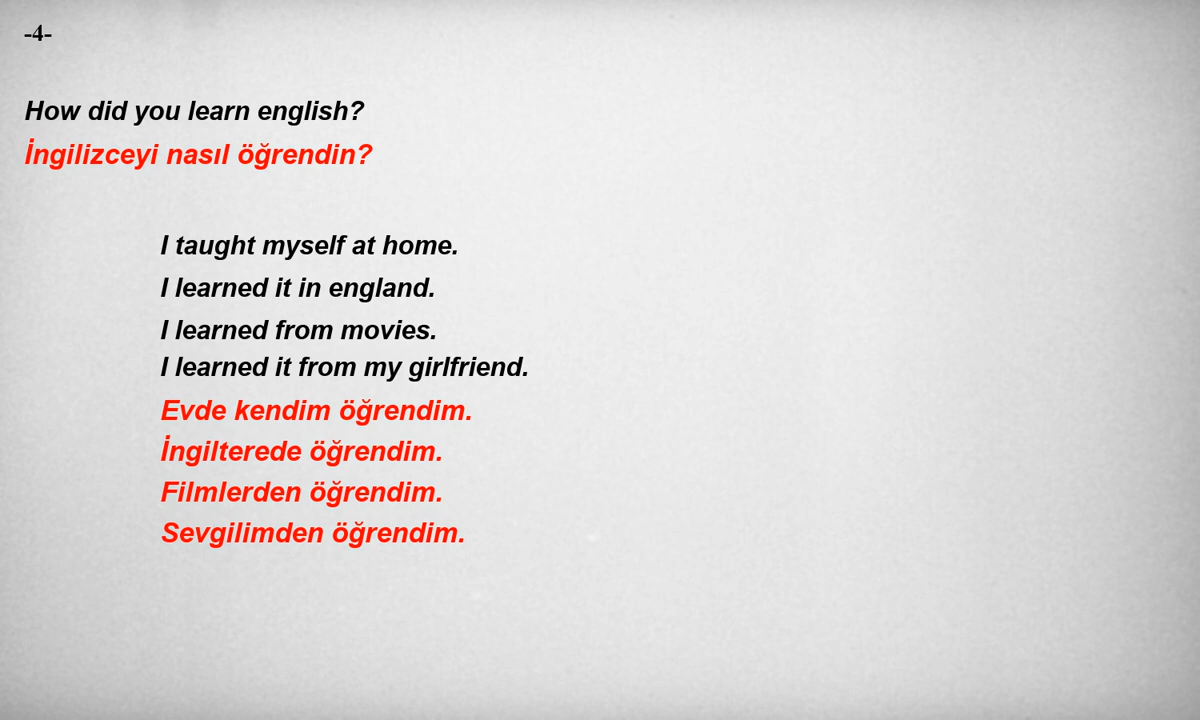 -4-
How did you learn english?
İngilizceyi nasıl öğrendin?
I taught myself at home.
I learned it in england.
I learned from movies.
I learned it from my girlfriend.
Evde kendim öğrendim.
İngilterede öğrendim.
Filmlerden öğrendim.
Sevgilimden öğrendim.